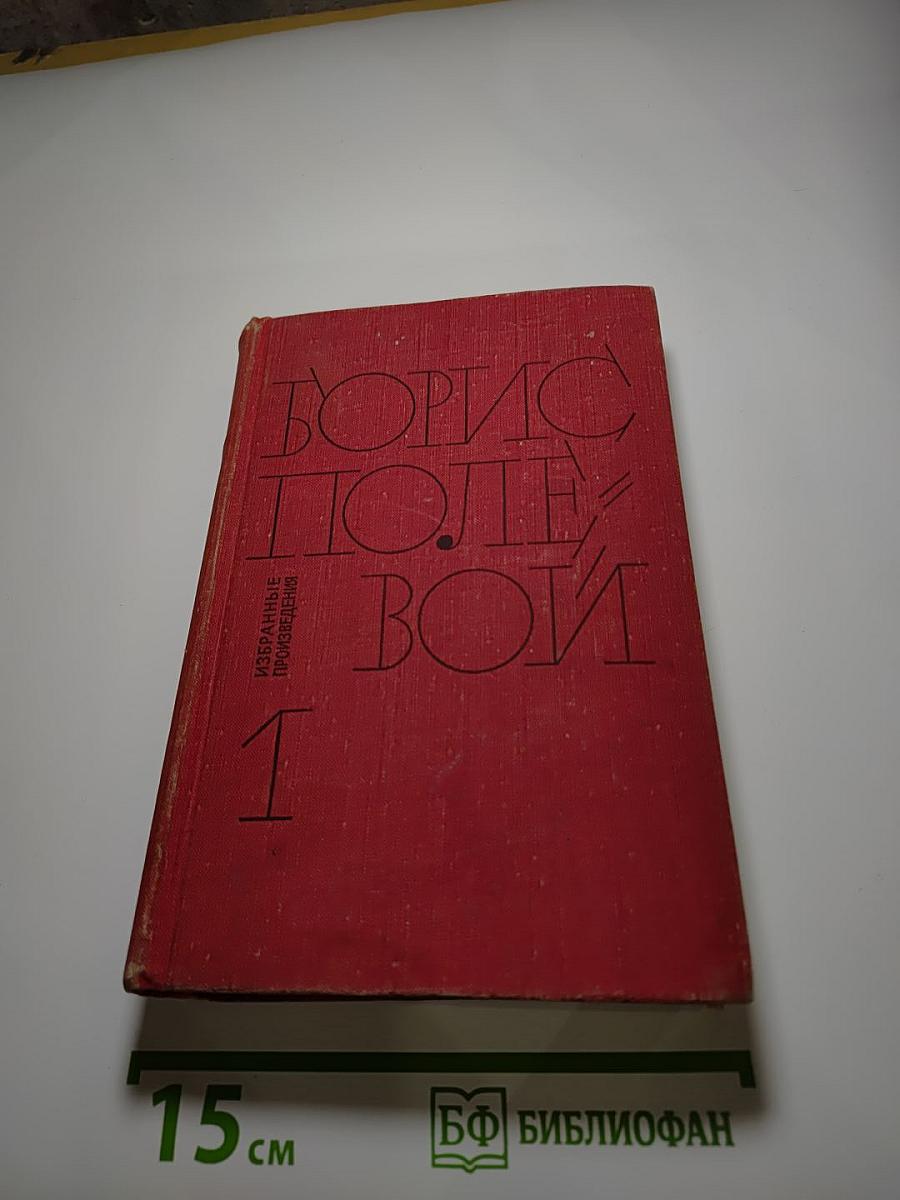 БОРИС
ПОЛЕ-
ВОЙ
ИЗБРАННЫЕ
ПРОИЗВЕДЕНИЯ
1
15 см
БФ БИБЛИОФАН